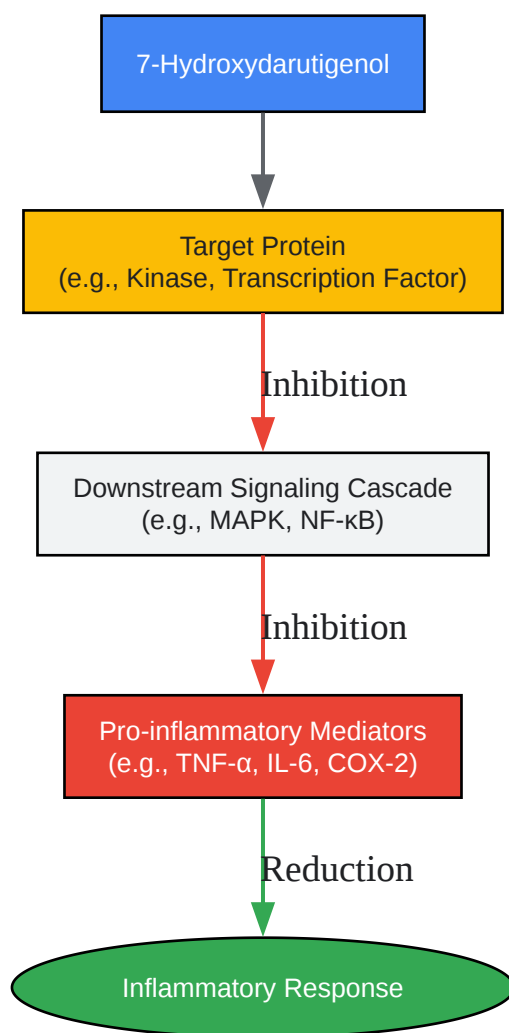 7-Hydroxydarutigenol
Target Protein
(e.g., Kinase, Transcription Factor)
Inhibition
Downstream Signaling Cascade
(e.g., MAPK, NF-κB)
Inhibition
Pro-inflammatory Mediators
(e.g., TNF-α, IL-6, COX-2)
Reduction
Inflammatory Response